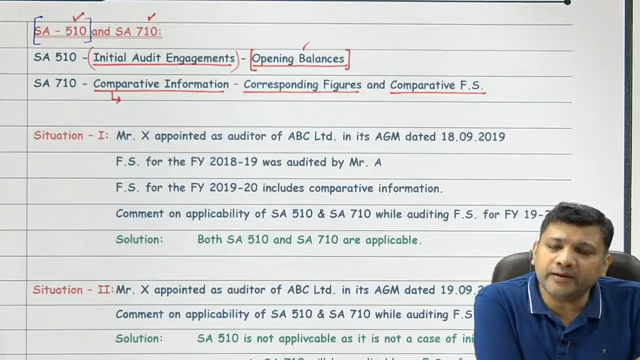 SA - 510 and SA 710:
SA 510 - (Initial Audit Engagements) - [Opening Balances]
SA 710 - Comparative Information - Corresponding Figures and Comparative F.S.
Situation - I: Mr. X appointed as auditor of ABC Ltd. in its AGM dated 18.09.2019
F.S. for the FY 2018-19 was audited by Mr. A
F.S. for the FY 2019-20 includes comparative information.
Comment on applicability of SA 510 & SA 710 while auditing F.S. for FY 19-2
Solution: Both SA 510 and SA 710 are applicable.
Situation - II: Mr. X appointed as auditor of ABC Ltd. in its AGM dated 19.09.2
Comment on applicability of SA 510 & SA 710 while auditing F.S.
Solution: SA 510 is not applivcable as it is not a case of